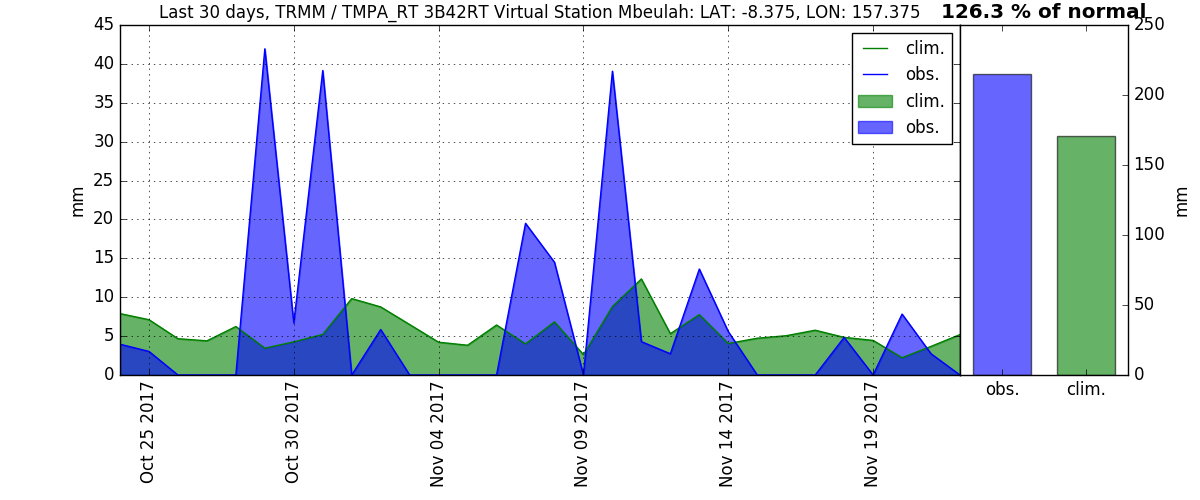 Last 30 days, TRMM / TMPA_RT 3B42RT Virtual Station Mbeulah: LAT: -8.375, LON: 157.375
126.3 % of normal
45
40
35
30
25
20
15
10
5
0
mm
Oct 25 2017
Oct 30 2017
Nov 04 2017
Nov 09 2017
Nov 14 2017
Nov 19 2017
clim.
obs.
clim.
obs.
250
200
150
100
50
0
mm
obs.
clim.